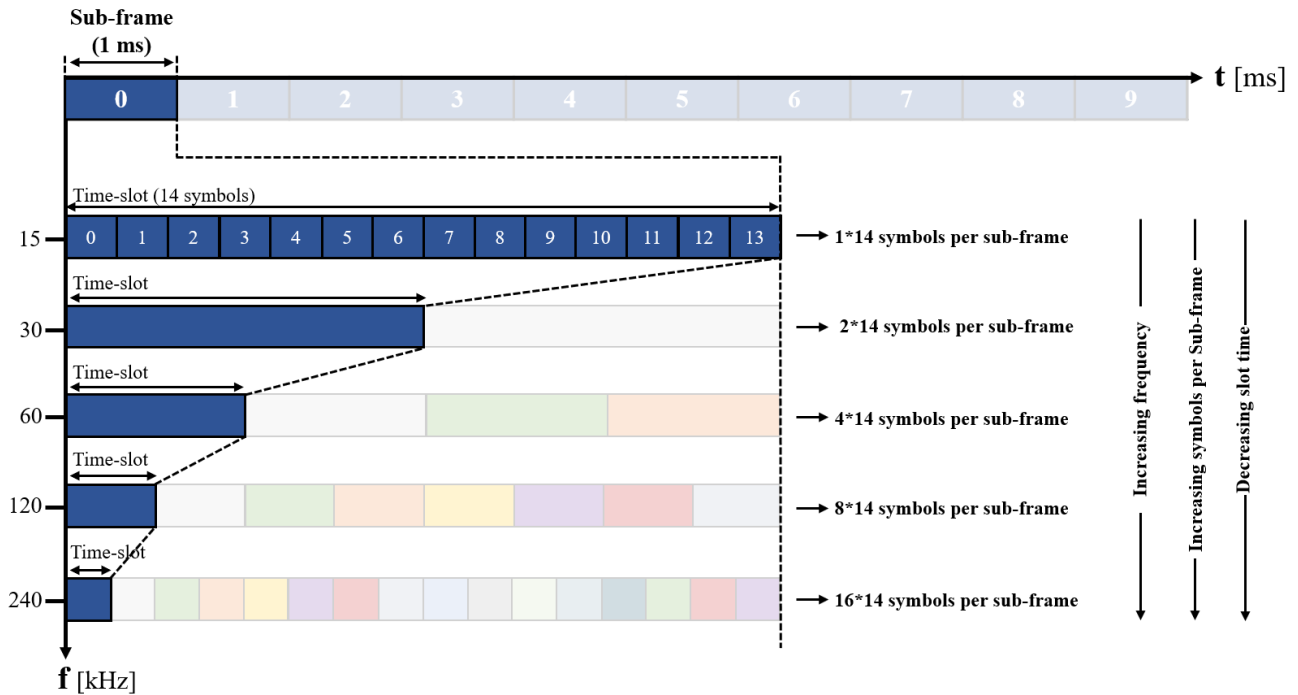 Sub-frame
(1 ms)
t [ms]
0 1 2 3 4 5 6 7 8 9
Time-slot (14 symbols)
15 0 1 2 3 4 5 6 7 8 9 10 11 12 13 1*14 symbols per sub-frame
Time-slot
30 2*14 symbols per sub-frame
Time-slot
60 4*14 symbols per sub-frame
Time-slot
120 8*14 symbols per sub-frame
Time-slot
240 16*14 symbols per sub-frame
f [kHz]
Increasing frequency
Increasing symbols per Sub-frame
Decreasing slot time